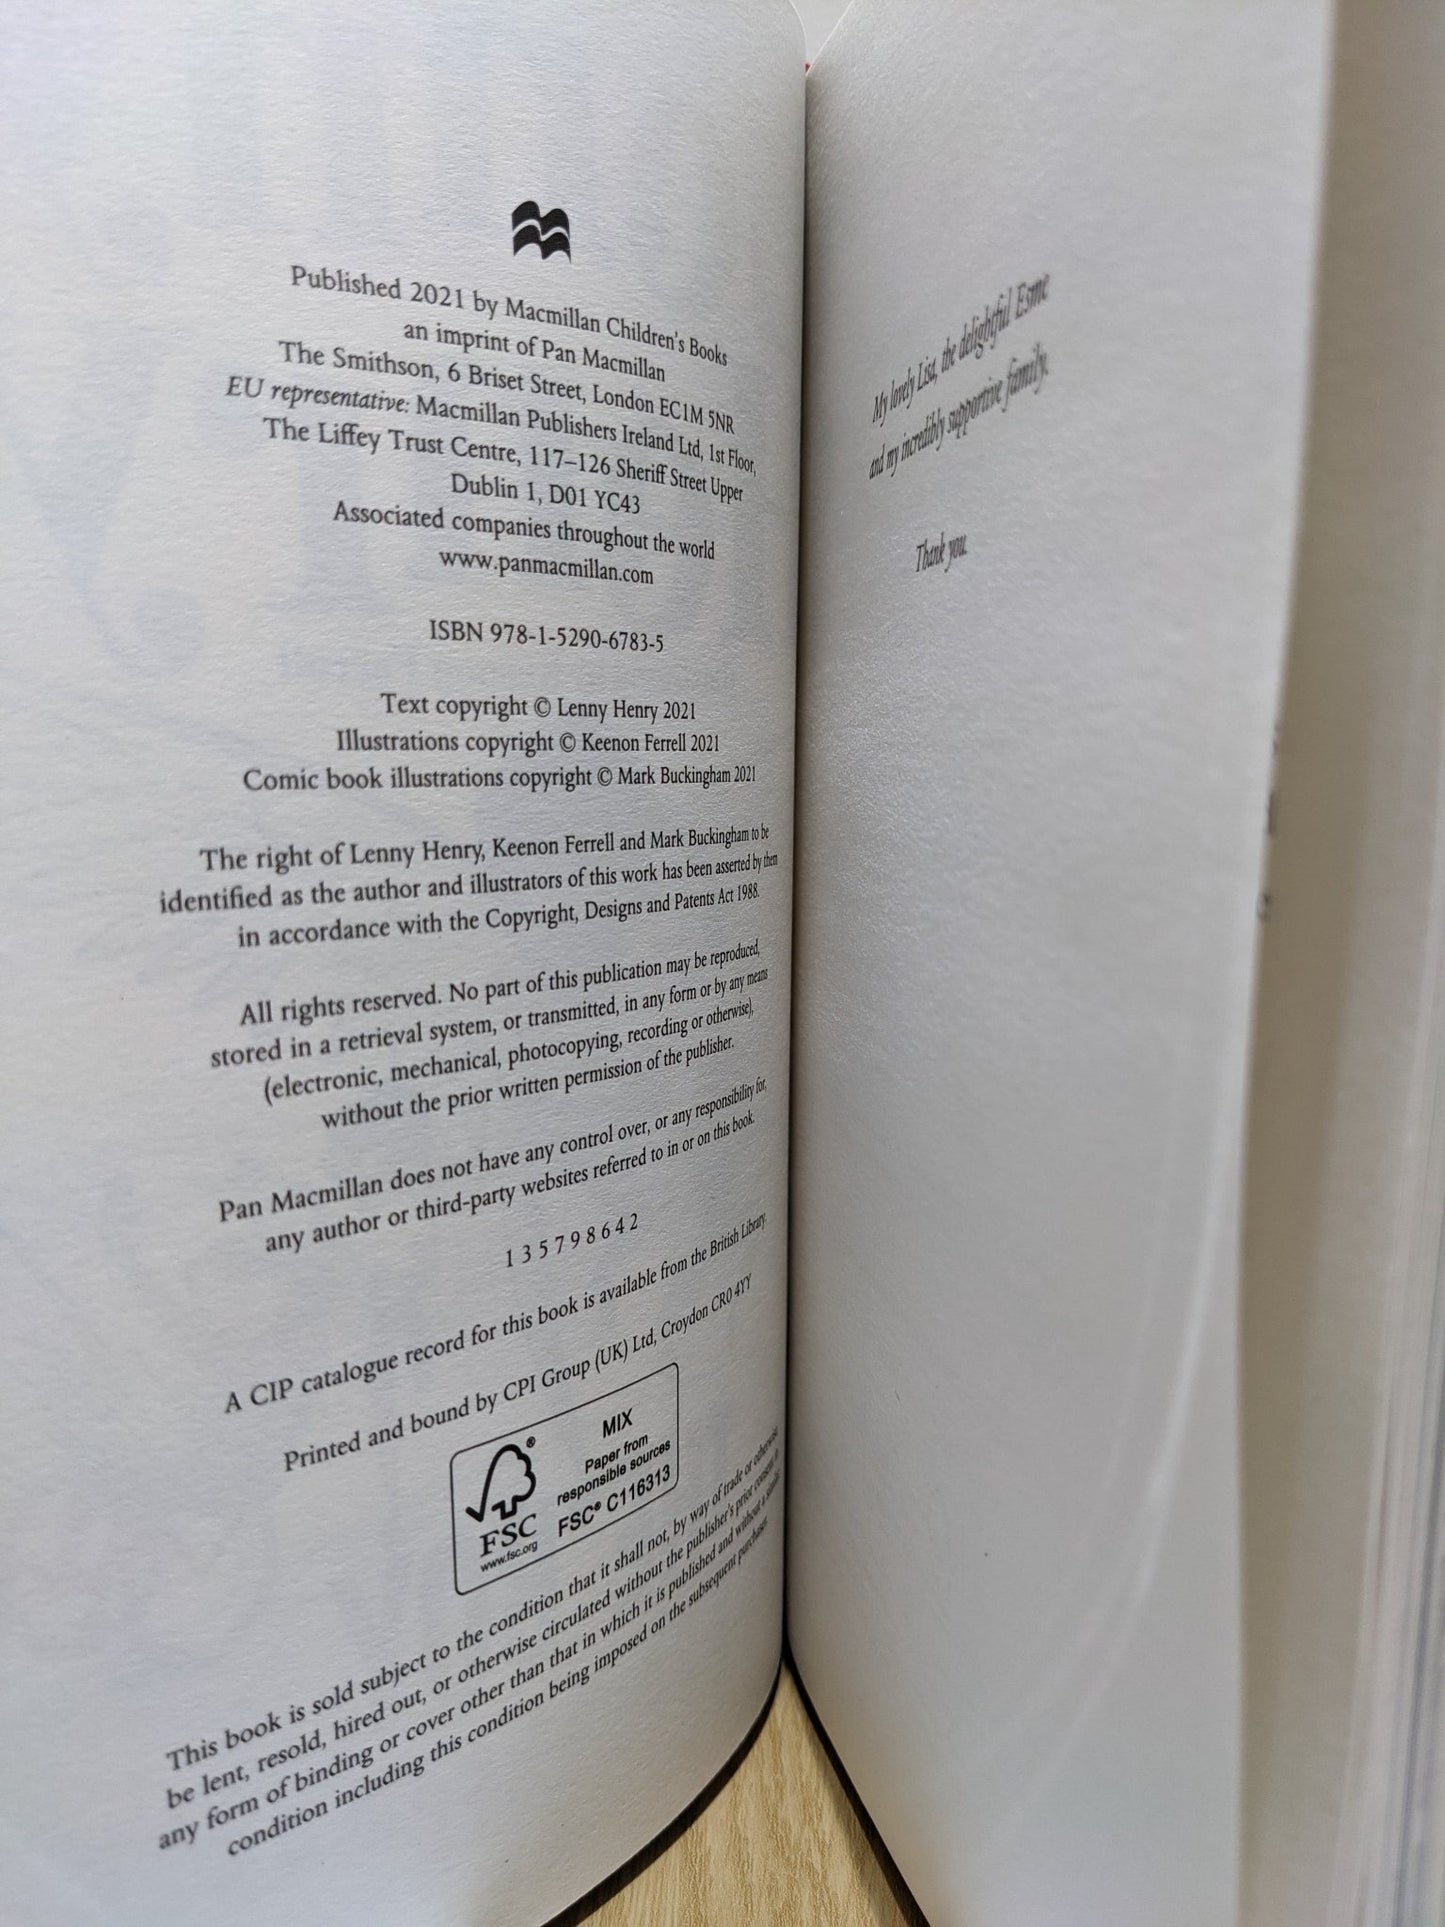 Published 2021 by Macmillan Children's Books
an imprint of Pan Macmillan
The Smithson, 6 Briset Street, London EC1M 5NR
EU representative: Macmillan Publishers Ireland Ltd, 1st Floor,
The Liffey Trust Centre, 117–126 Sheriff Street Upper
Dublin 1, D01 YC43
Associated companies throughout the world
www.panmacmillan.com
ISBN 978-1-5290-6783-5
Text copyright © Lenny Henry 2021
Illustrations copyright © Keenon Ferrell 2021
Comic book illustrations copyright © Mark Buckingham 2021
The right of Lenny Henry, Keenon Ferrell and Mark Buckingham to be
identified as the author and illustrators of this work has been asserted by them
in accordance with the Copyright, Designs and Patents Act 1988.
All rights reserved. No part of this publication may be reproduced,
stored in a retrieval system, or transmitted, in any form or by any means
(electronic, mechanical, photocopying, recording or otherwise),
without the prior written permission of the publisher.
Pan Macmillan does not have any control over, or any responsibility for,
any author or third-party websites referred to in or on this book.
1 3 5 7 9 8 6 4 2
A CIP catalogue record for this book is available from the British Library.
Printed and bound by CPI Group (UK) Ltd, Croydon CR0 4YY
®
FSC
www.fsc.org
MIX
Paper from
responsible sources
FSC® C116313
This book is sold subject to the condition that it shall not, by way of trade or otherwise,
be lent, resold, hired out, or otherwise circulated without the publisher's prior consent in
any form of binding or cover other than that in which it is published and without a similar
condition including this condition being imposed on the subsequent purchaser.
My lovely Lisa, the delightful Esme
and my incredibly supportive family.
Thank you.